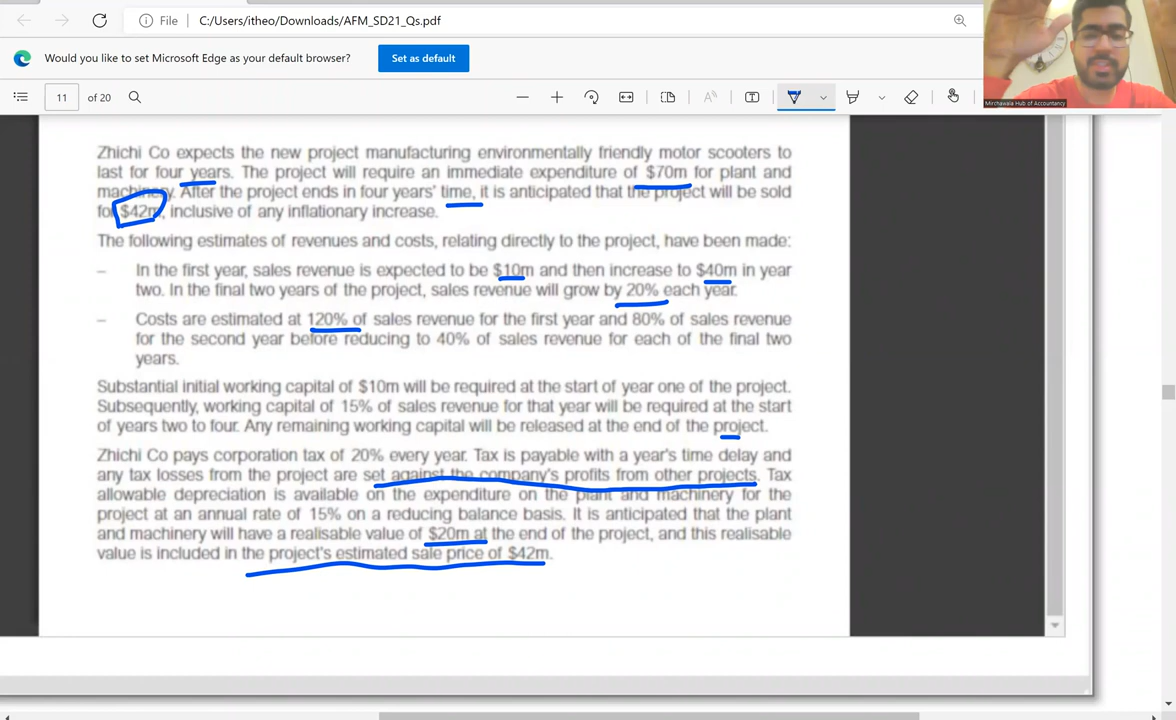 File
C:/Users/itheo/Downloads/AFM_SD21_Qs.pdf
Would you like to set Microsoft Edge as your default browser?
Set as default
11
of 20
Mirchawala Hub of Accountancy
Zhichi Co expects the new project manufacturing environmentally friendly motor scooters to
last for four years. The project will require an immediate expenditure of $70m for plant and
machinery. After the project ends in four years' time, it is anticipated that the project will be sold
for $42m, inclusive of any inflationary increase.
The following estimates of revenues and costs, relating directly to the project, have been made:
– In the first year, sales revenue is expected to be $10m and then increase to $40m in year
two. In the final two years of the project, sales revenue will grow by 20% each year.
– Costs are estimated at 120% of sales revenue for the first year and 80% of sales revenue
for the second year before reducing to 40% of sales revenue for each of the final two
years.
Substantial initial working capital of $10m will be required at the start of year one of the project.
Subsequently, working capital of 15% of sales revenue for that year will be required at the start
of years two to four. Any remaining working capital will be released at the end of the project.
Zhichi Co pays corporation tax of 20% every year. Tax is payable with a year's time delay and
any tax losses from the project are set against the company's profits from other projects. Tax
allowable depreciation is available on the expenditure on the plant and machinery for the
project at an annual rate of 15% on a reducing balance basis. It is anticipated that the plant
and machinery will have a realisable value of $20m at the end of the project, and this realisable
value is included in the project's estimated sale price of $42m.